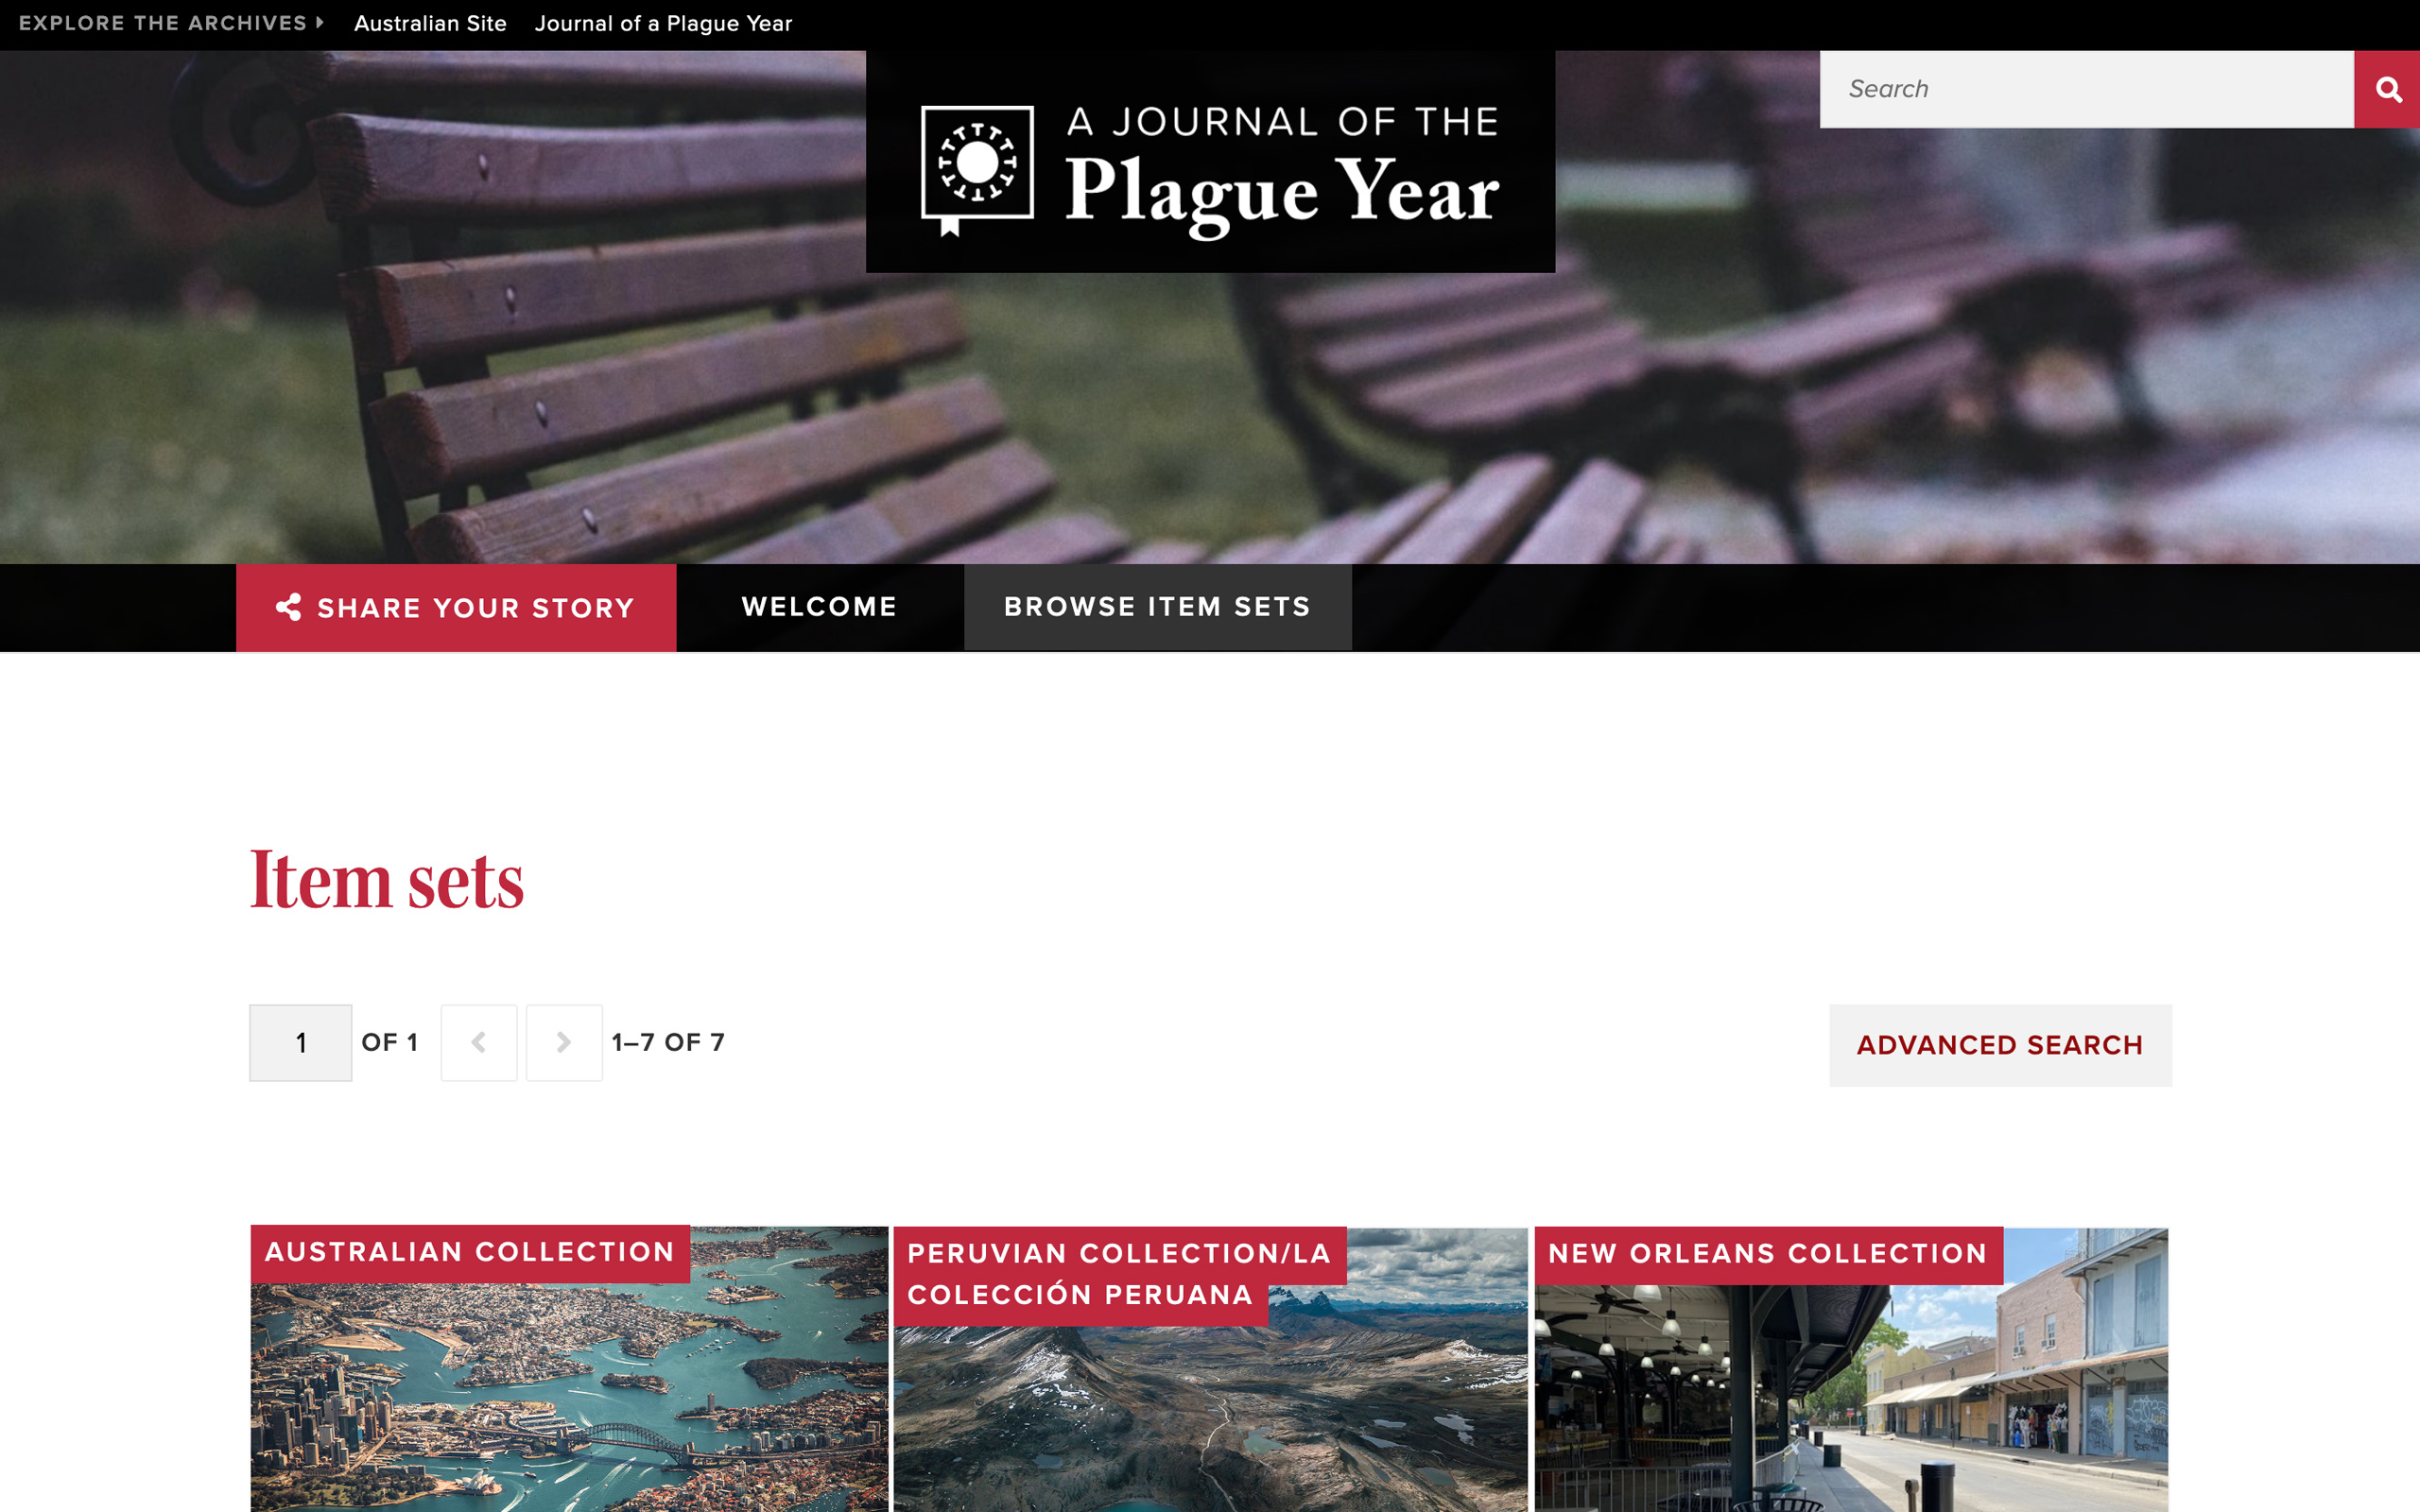 EXPLORE THE ARCHIVES Australian Site Journal of a Plague Year
Search
A JOURNAL OF THE
Plague Year
SHARE YOUR STORY WELCOME BROWSE ITEM SETS
Item sets
1 OF 1 1–7 OF 7 ADVANCED SEARCH
AUSTRALIAN COLLECTION
PERUVIAN COLLECTION/LA
COLECCIÓN PERUANA
NEW ORLEANS COLLECTION